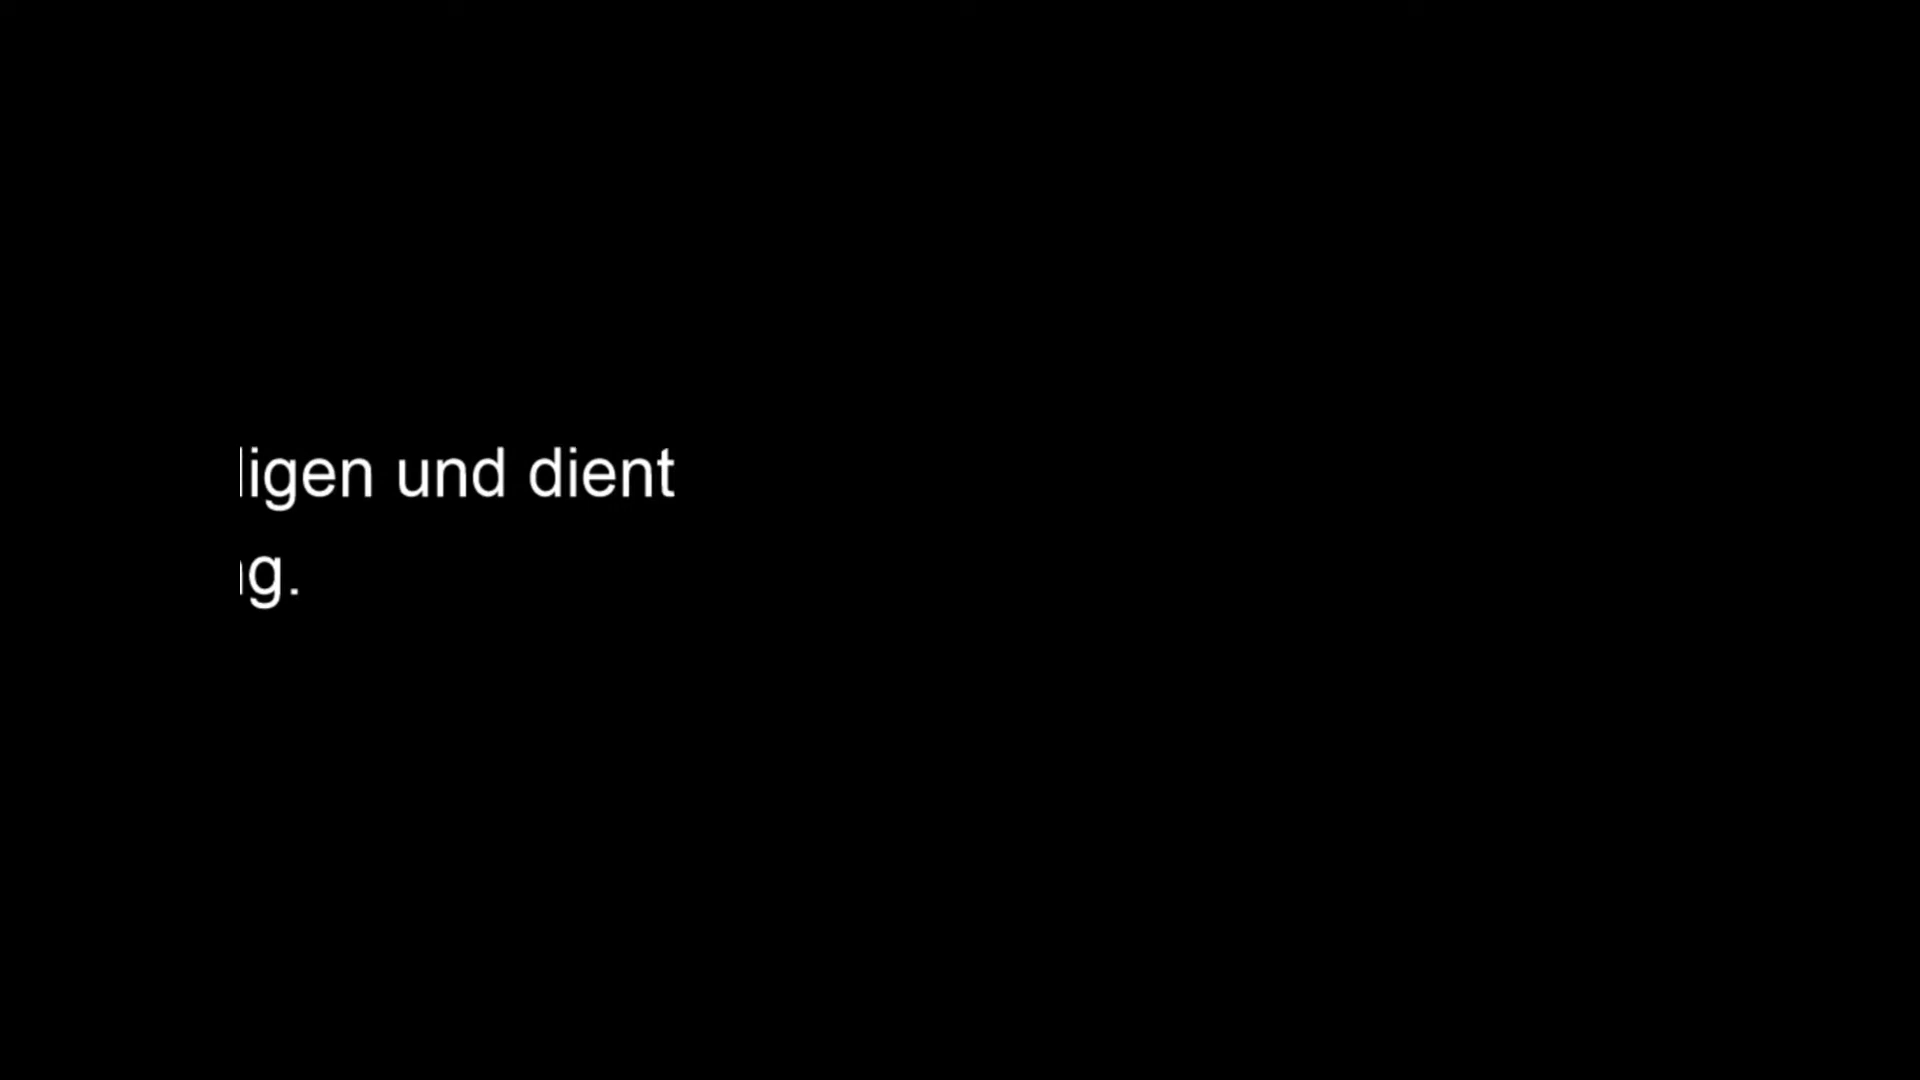 ligen und dient
g.